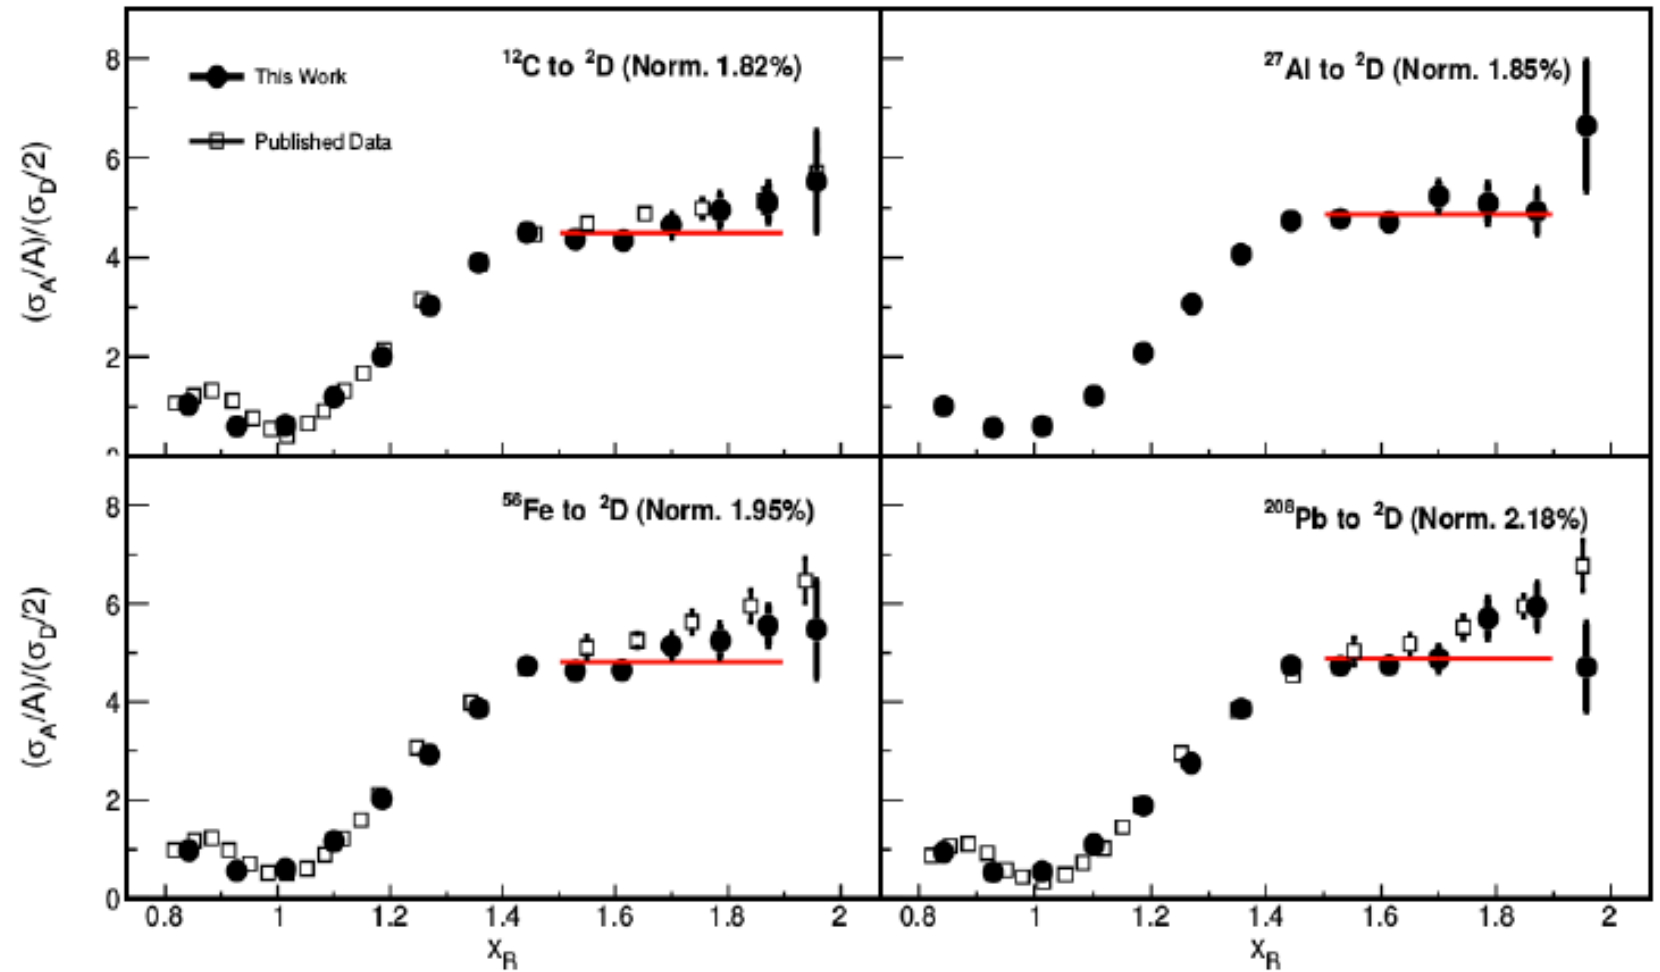 ¹²C to ²D (Norm. 1.82%)
This Work
Published Data
(σA/A)/(σD/2)
8
6
4
2
0
²⁷Al to ²D (Norm. 1.85%)
⁵⁶Fe to ²D (Norm. 1.95%)
(σA/A)/(σD/2)
8
6
4
2
0
0.8 1 1.2 1.4 1.6 1.8 2
xR
²⁰⁸Pb to ²D (Norm. 2.18%)
0.8 1 1.2 1.4 1.6 1.8 2
xR